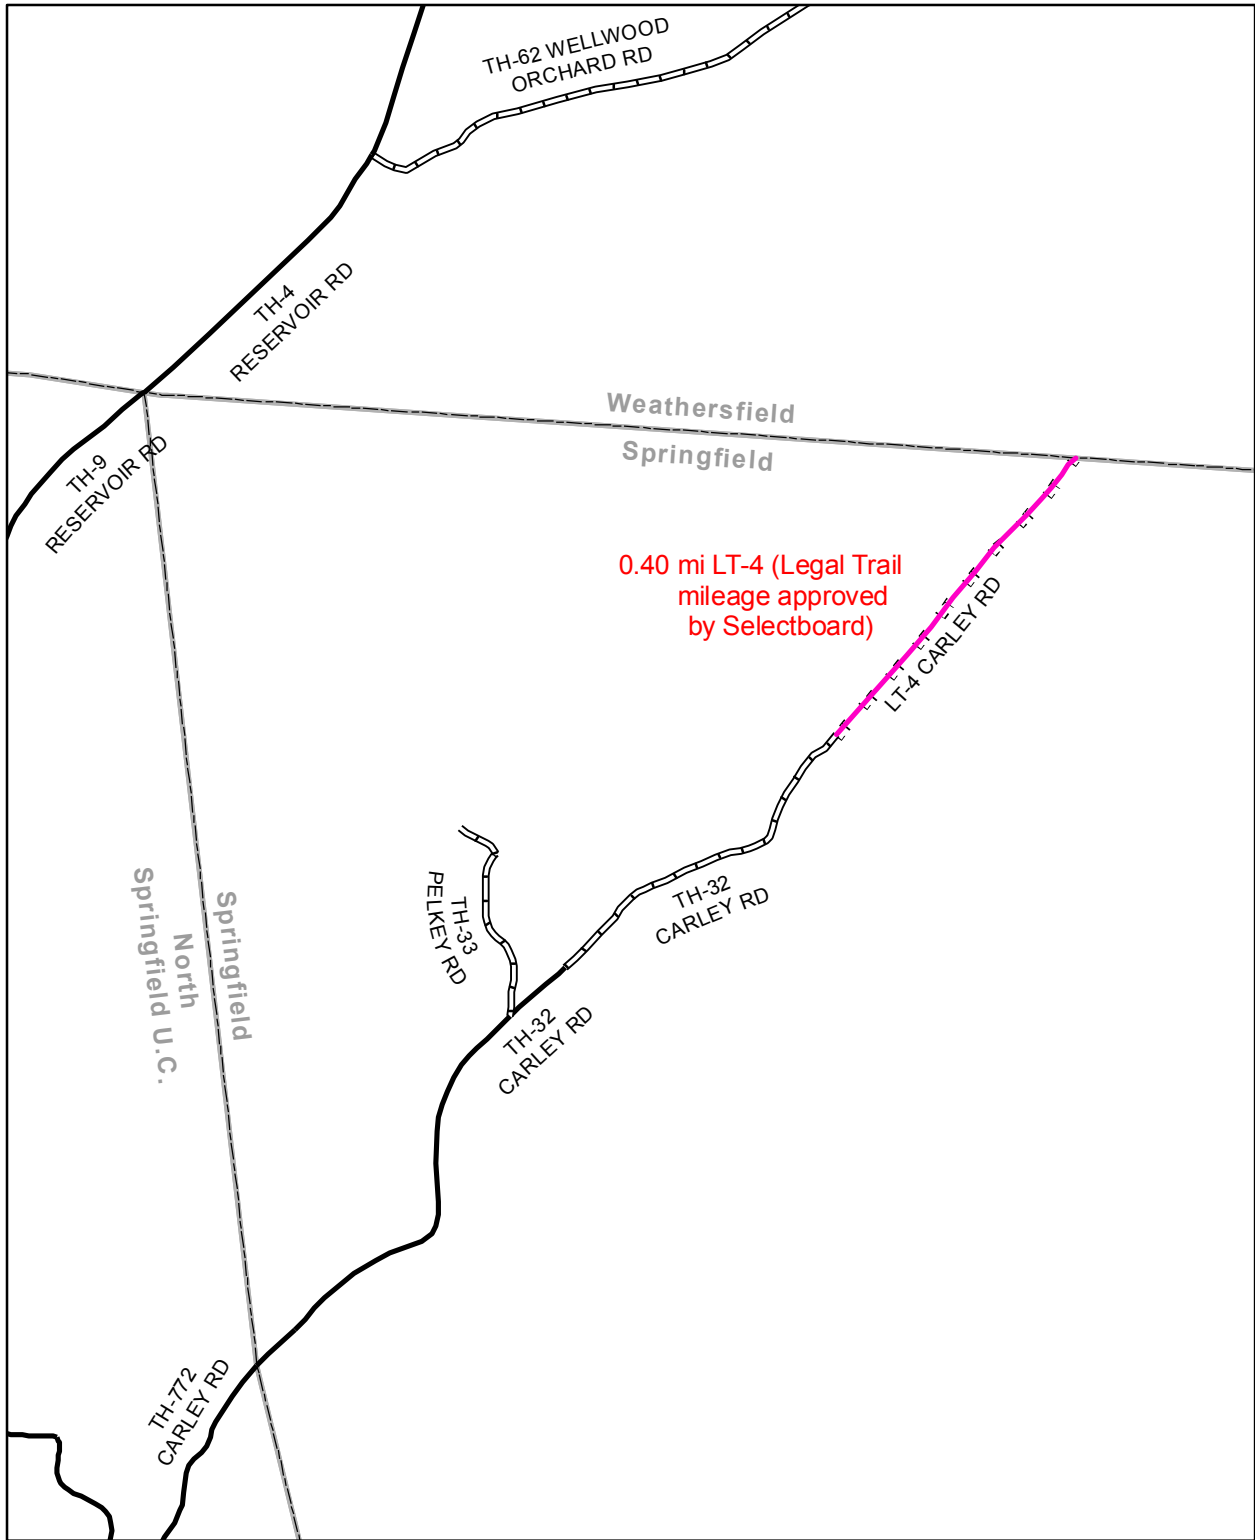 TH-62 WELLWOOD
ORCHARD RD
TH-4
RESERVOIR RD
TH-9
RESERVOIR RD
Weathersfield
Springfield
0.40 mi LT-4 (Legal Trail
mileage approved
by Selectboard)
LT-4 CARLEY RD
TH-32
CARLEY RD
TH-33
PELKEY RD
TH-32
CARLEY RD
Springfield
North
Springfield U.C.
TH-772
CARLEY RD